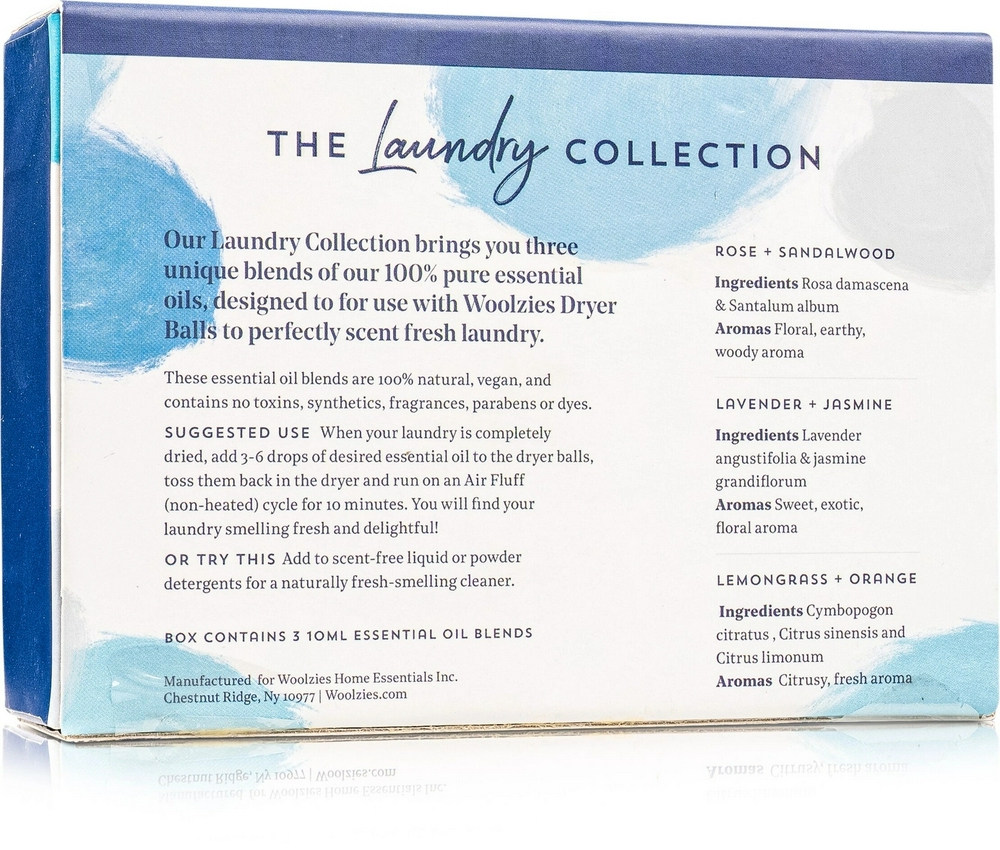 THE Laundry COLLECTION
Our Laundry Collection brings you three
unique blends of our 100% pure essential
oils, designed to for use with Woolzies Dryer
Balls to perfectly scent fresh laundry.
These essential oil blends are 100% natural, vegan, and
contains no toxins, synthetics, fragrances, parabens or dyes.
SUGGESTED USE When your laundry is completely
dried, add 3-6 drops of desired essential oil to the dryer balls,
toss them back in the dryer and run on an Air Fluff
(non-heated) cycle for 10 minutes. You will find your
laundry smelling fresh and delightful!
OR TRY THIS Add to scent-free liquid or powder
detergents for a naturally fresh-smelling cleaner.
BOX CONTAINS 3 10ML ESSENTIAL OIL BLENDS
Manufactured for Woolzies Home Essentials Inc.
Chestnut Ridge, Ny 10977 | Woolzies.com
ROSE + SANDALWOOD
Ingredients Rosa damascena
& Santalum album
Aromas Floral, earthy,
woody aroma
LAVENDER + JASMINE
Ingredients Lavender
angustifolia & jasmine
grandiflorum
Aromas Sweet, exotic,
floral aroma
LEMONGRASS + ORANGE
Ingredients Cymbopogon
citratus , Citrus sinensis and
Citrus limonum
Aromas Citrusy, fresh aroma